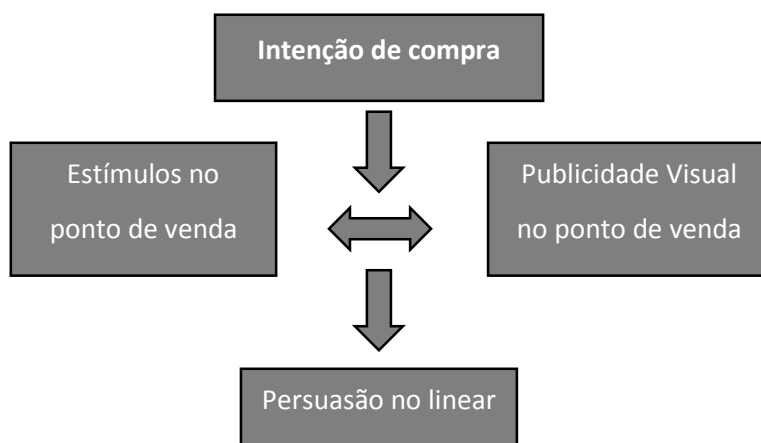 Intenção de compra
Estímulos no
ponto de venda
Publicidade Visual
no ponto de venda
Persuasão no linear